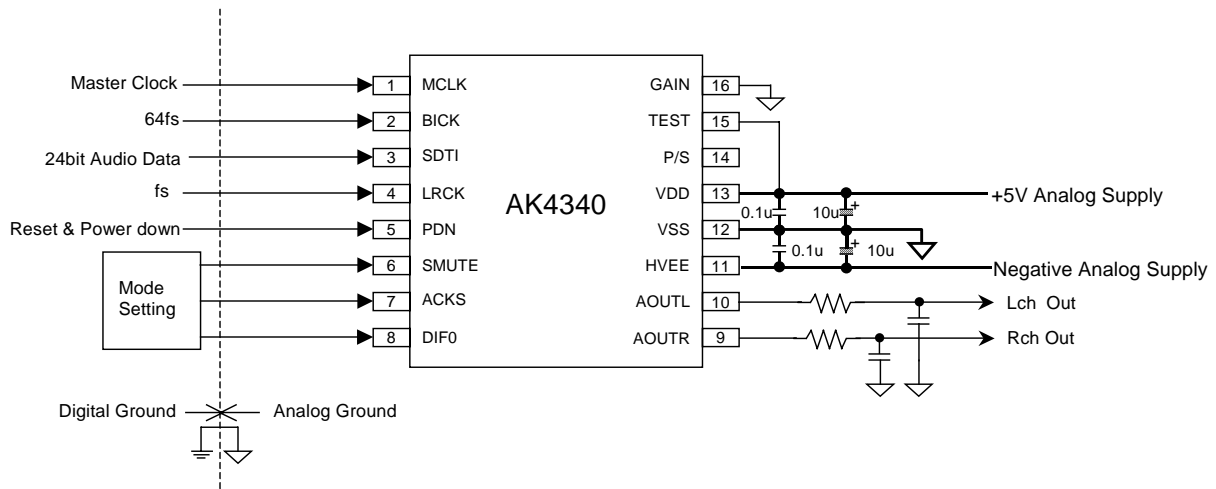 Master Clock
1
MCLK
GAIN
16
64fs
2
BICK
TEST
15
24bit Audio Data
3
SDTI
P/S
14
fs
4
LRCK
AK4340
VDD
13
+5V Analog Supply
0.1u
10u
+
Reset & Power down
5
PDN
VSS
12
0.1u
+
10u
6
SMUTE
HVEE
11
Negative Analog Supply
Mode
Setting
7
ACKS
AOUTL
10
Lch Out
8
DIF0
AOUTR
9
Rch Out
Digital Ground
Analog Ground